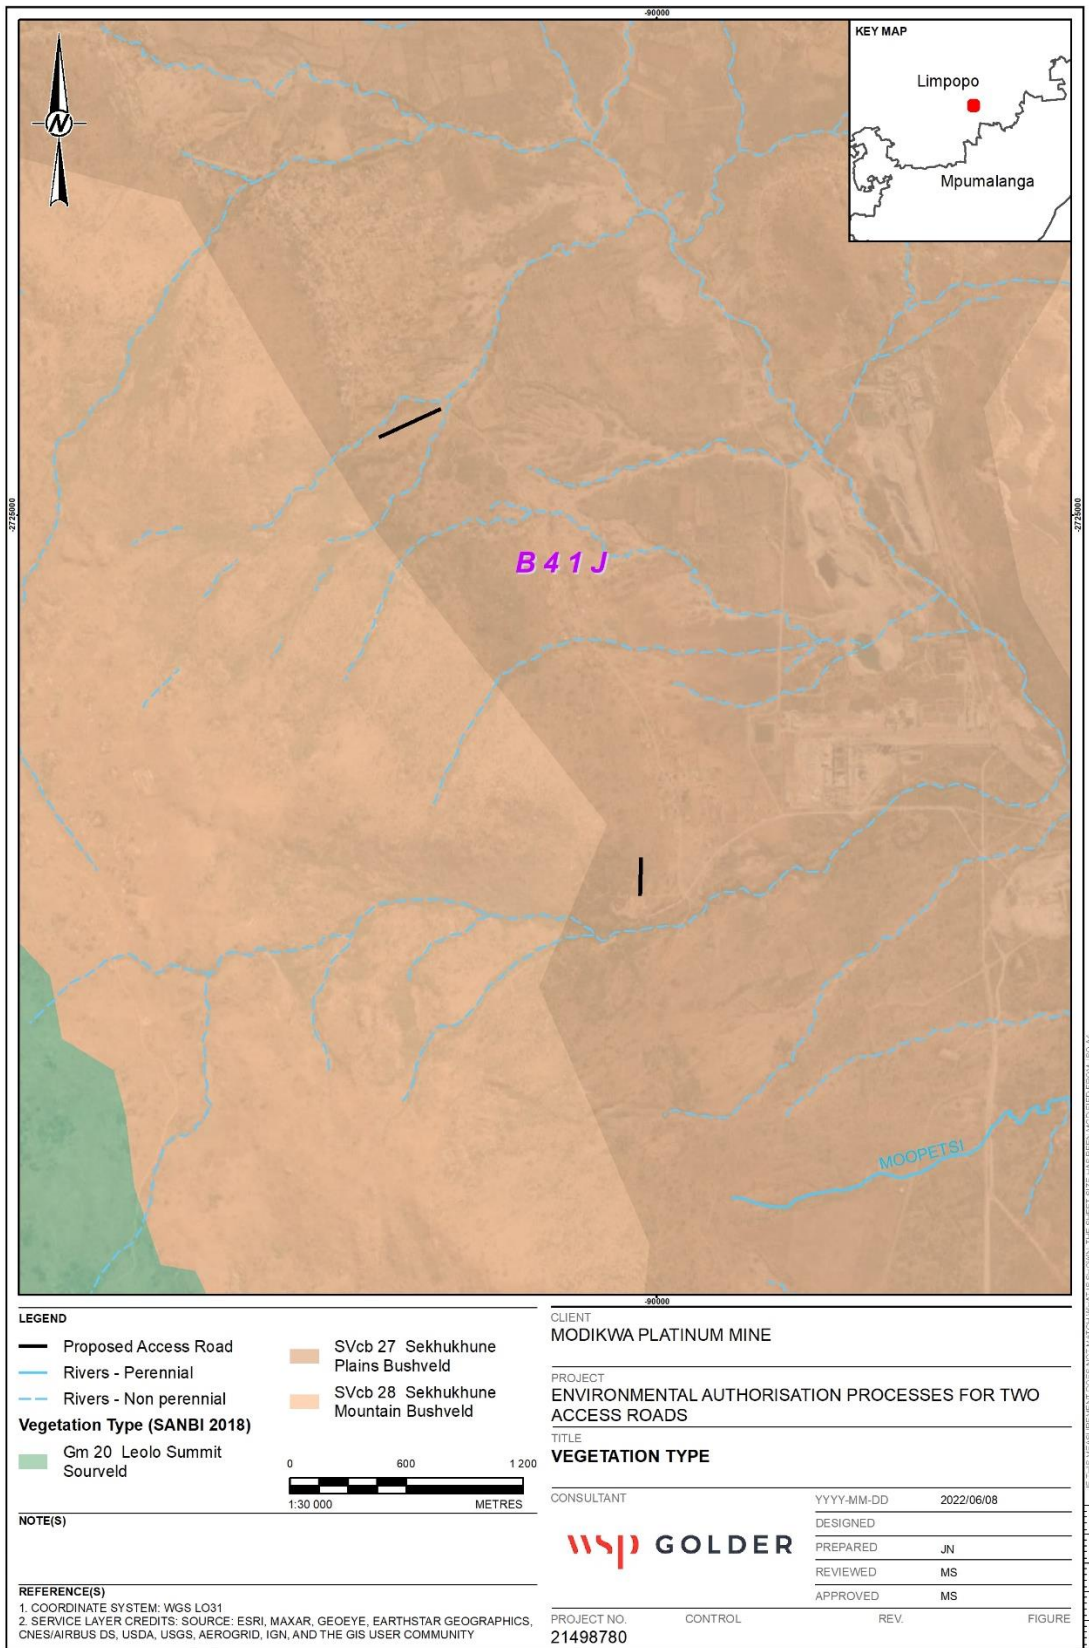 -90000
KEY MAP
Limpopo
Mpumalanga
N
-2725000
-2725000
B41J
MOOPETSI
-90000
LEGEND
Proposed Access Road
Rivers - Perennial
Rivers - Non perennial
Vegetation Type (SANBI 2018)
Gm 20 Leolo Summit
Sourveld
SVcb 27 Sekhukhune
Plains Bushveld
SVcb 28 Sekhukhune
Mountain Bushveld
0 600 1 200
1:30 000 METRES
NOTE(S)
REFERENCE(S)
1. COORDINATE SYSTEM: WGS LO31
2. SERVICE LAYER CREDITS: SOURCE: ESRI, MAXAR, GEOEYE, EARTHSTAR GEOGRAPHICS,
CNES/AIRBUS DS, USDA, USGS, AEROGRID, IGN, AND THE GIS USER COMMUNITY
CLIENT
MODIKWA PLATINUM MINE
PROJECT
ENVIRONMENTAL AUTHORISATION PROCESSES FOR TWO
ACCESS ROADS
TITLE
VEGETATION TYPE
CONSULTANT
wsp GOLDER
YYYY-MM-DD 2022/06/08
DESIGNED
PREPARED JN
REVIEWED MS
APPROVED MS
PROJECT NO. CONTROL REV. FIGURE
21498780